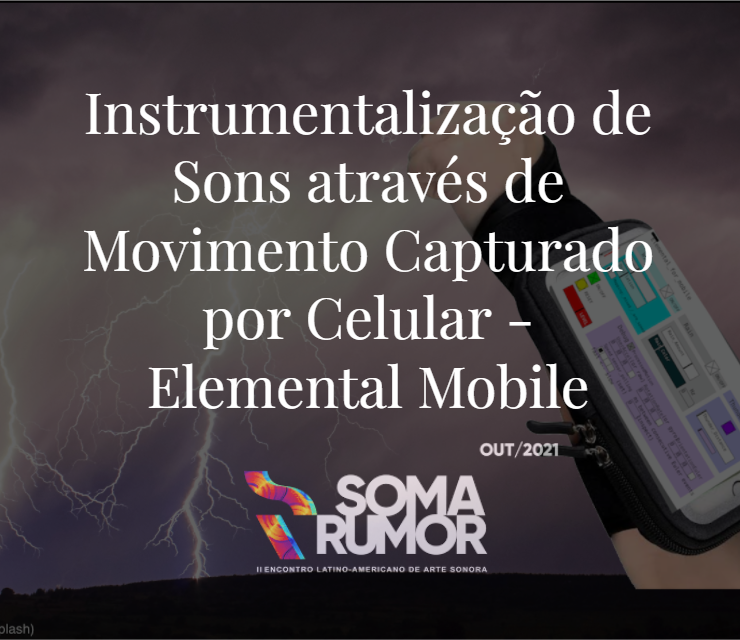 Instrumentalização de
Sons através de
Movimento Capturado
por Celular -
Elemental Mobile
OUT/2021
SOMA
RUMOR
II ENCONTRO LATINO-AMERICANO DE ARTE SONORA
plash)